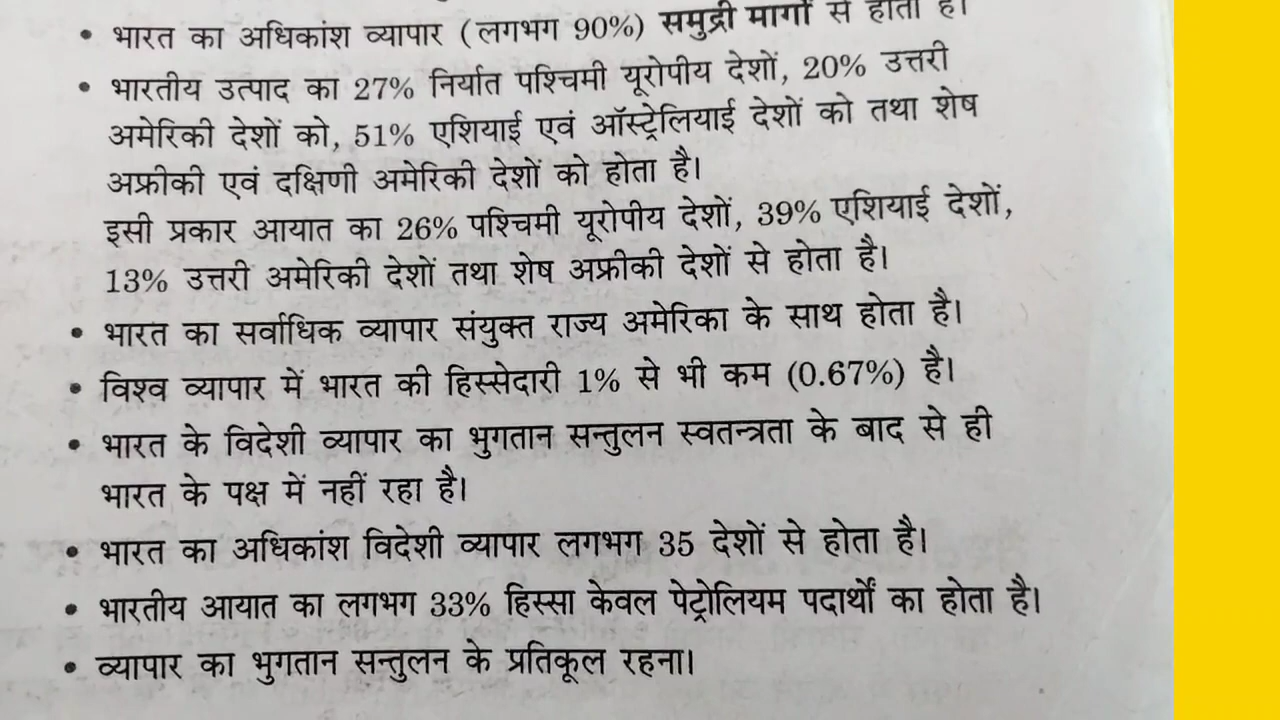 • भारत का अधिकांश व्यापार (लगभग 90%) समुद्री मार्गों से होता है।
• भारतीय उत्पाद का 27% निर्यात पश्चिमी यूरोपीय देशों, 20% उत्तरी
अमेरिकी देशों को, 51% एशियाई एवं ऑस्ट्रेलियाई देशों को तथा शेष
अफ्रीकी एवं दक्षिणी अमेरिकी देशों को होता है।
इसी प्रकार आयात का 26% पश्चिमी यूरोपीय देशों, 39% एशियाई देशों,
13% उत्तरी अमेरिकी देशों तथा शेष अफ्रीकी देशों से होता है।
• भारत का सर्वाधिक व्यापार संयुक्त राज्य अमेरिका के साथ होता है।
• विश्व व्यापार में भारत की हिस्सेदारी 1% से भी कम (0.67%) है।
• भारत के विदेशी व्यापार का भुगतान सन्तुलन स्वतन्त्रता के बाद से ही
भारत के पक्ष में नहीं रहा है।
• भारत का अधिकांश विदेशी व्यापार लगभग 35 देशों से होता है।
• भारतीय आयात का लगभग 33% हिस्सा केवल पेट्रोलियम पदार्थों का होता है।
• व्यापार का भुगतान सन्तुलन के प्रतिकूल रहना।